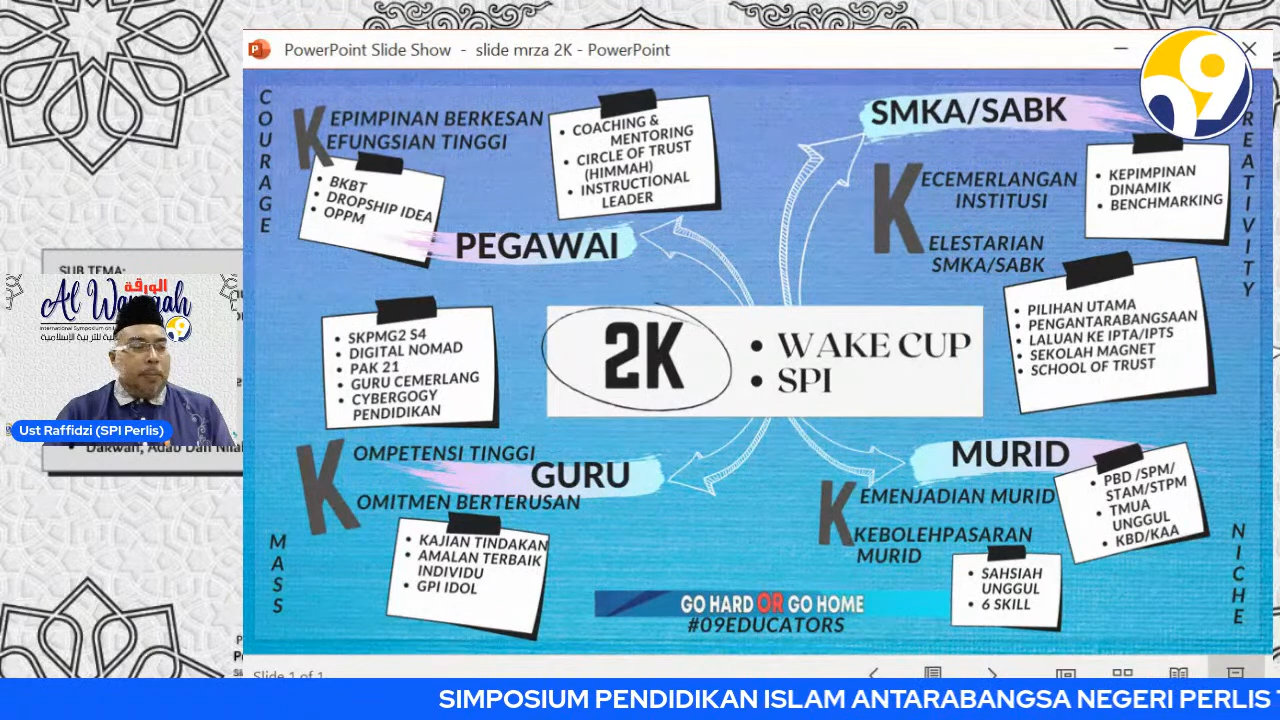 PowerPoint Slide Show - slide mrza 2K - PowerPoint
09
COURAGE
KEPIMPINAN BERKESAN
KEFUNGSIAN TINGGI
• BKBT
• DROPSHIP IDEA
• OPPM
• COACHING &
MENTORING
• CIRCLE OF TRUST
(HIMMAH)
• INSTRUCTIONAL
LEADER
PEGAWAI
SMKA/SABK
CREATIVITY
KECEMERLANGAN
INSTITUSI
KELESTARIAN
SMKA/SABK
• KEPIMPINAN
DINAMIK
• BENCHMARKING
• PILIHAN UTAMA
• PENGANTARABANGSAAN
• LALUAN KE IPTA/IPTS
• SEKOLAH MAGNET
• SCHOOL OF TRUST
2K
• WAKE CUP
• SPI
• SKPMG2 S4
• DIGITAL NOMAD
• PAK 21
• GURU CEMERLANG
• CYBERGOGY
PENDIDIKAN
KOMPETENSI TINGGI
GURU
KOMITMEN BERTERUSAN
• KAJIAN TINDAKAN
• AMALAN TERBAIK
INDIVIDU
• GPI IDOL
MASS
MURID
KEMENJADIAN MURID
KKEBOLEHPASARAN
MURID
• PBD /SPM/
STAM/STPM
• TMUA
UNGGUL
• KBD/KAA
• SAHSIAH
UNGGUL
• 6 SKILL
NICHE
GO HARD OR GO HOME
#09EDUCATORS
Slide 1 of 1
SUB TEMA:
الورقة
Al Waraqah
Ust Raffidzi (SPI Perlis)
• Dakwah, Adab Dan Nilai
SIMPOSIUM PENDIDIKAN ISLAM ANTARABANGSA NEGERI PERLIS